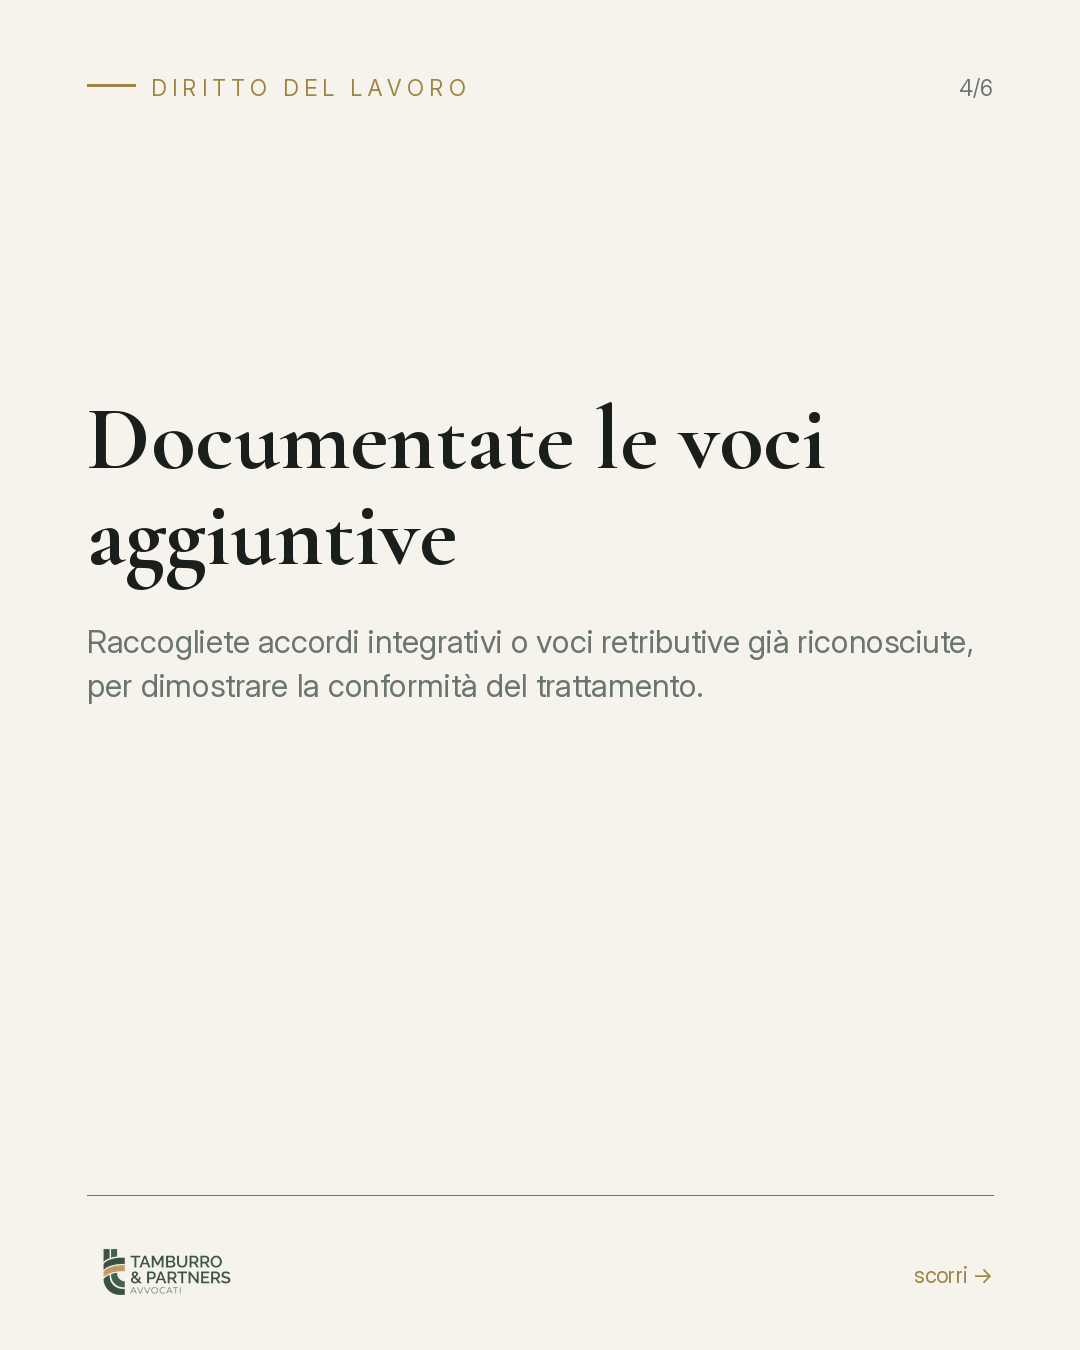 DIRITTO DEL LAVORO
4/6
Documentate le voci
aggiuntive
Raccogliete accordi integrativi o voci retributive già riconosciute,
per dimostrare la conformità del trattamento.
TAMBURRO
& PARTNERS
AVVOCATI
scorri →